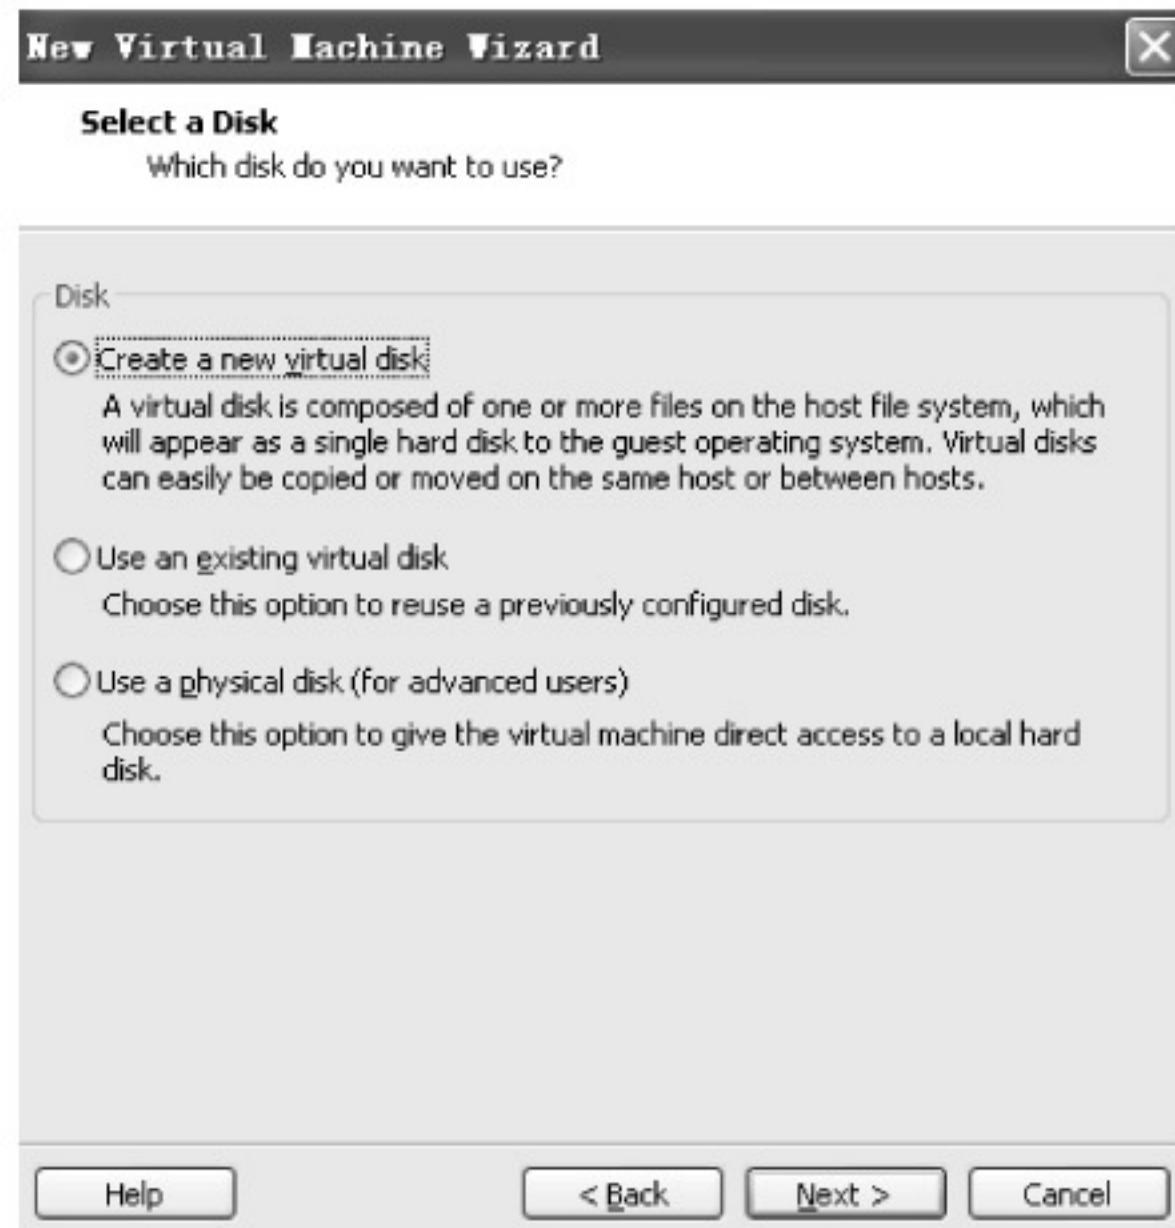 New Virtual Machine Wizard
Select a Disk
Which disk do you want to use?
Disk
Create a new virtual disk
A virtual disk is composed of one or more files on the host file system, which
will appear as a single hard disk to the guest operating system. Virtual disks
can easily be copied or moved on the same host or between hosts.
Use an existing virtual disk
Choose this option to reuse a previously configured disk.
Use a physical disk (for advanced users)
Choose this option to give the virtual machine direct access to a local hard
disk.
Help
< Back
Next >
Cancel